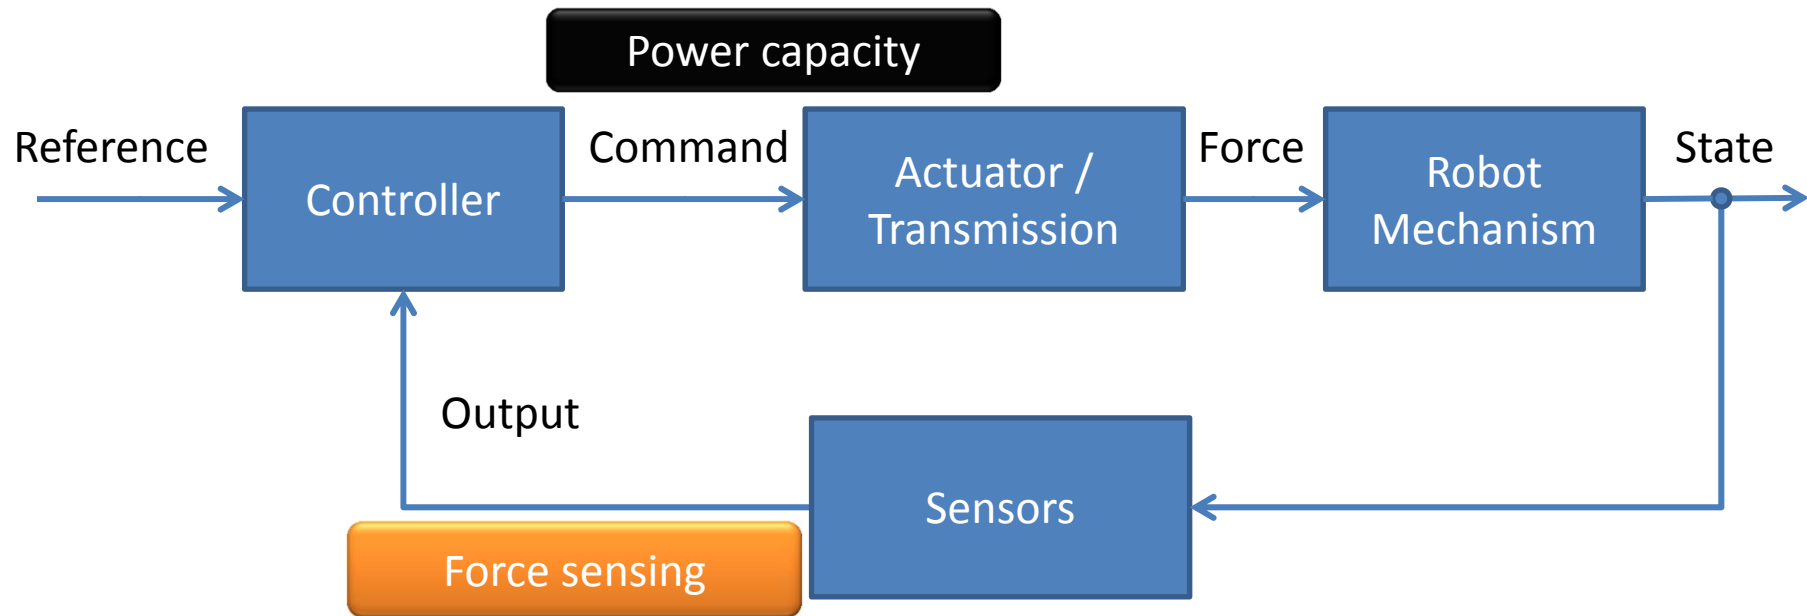 Power capacity
Reference
Controller
Command
Actuator /
Transmission
Force
Robot
Mechanism
State
Output
Sensors
Force sensing